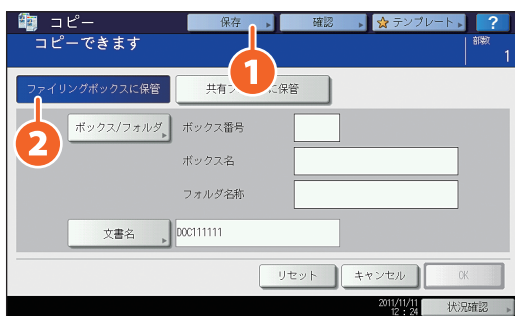 コピー 保存 確認 テンプレート ?
コピーできます 部数
1
1
ファイリングボックスに保管 共有フ に保管
2
ボックス/フォルダ ボックス番号
ボックス名
フォルダ名称
文書名 DOC111111
リセット キャンセル OK
2011/11/11
12:24 状況確認